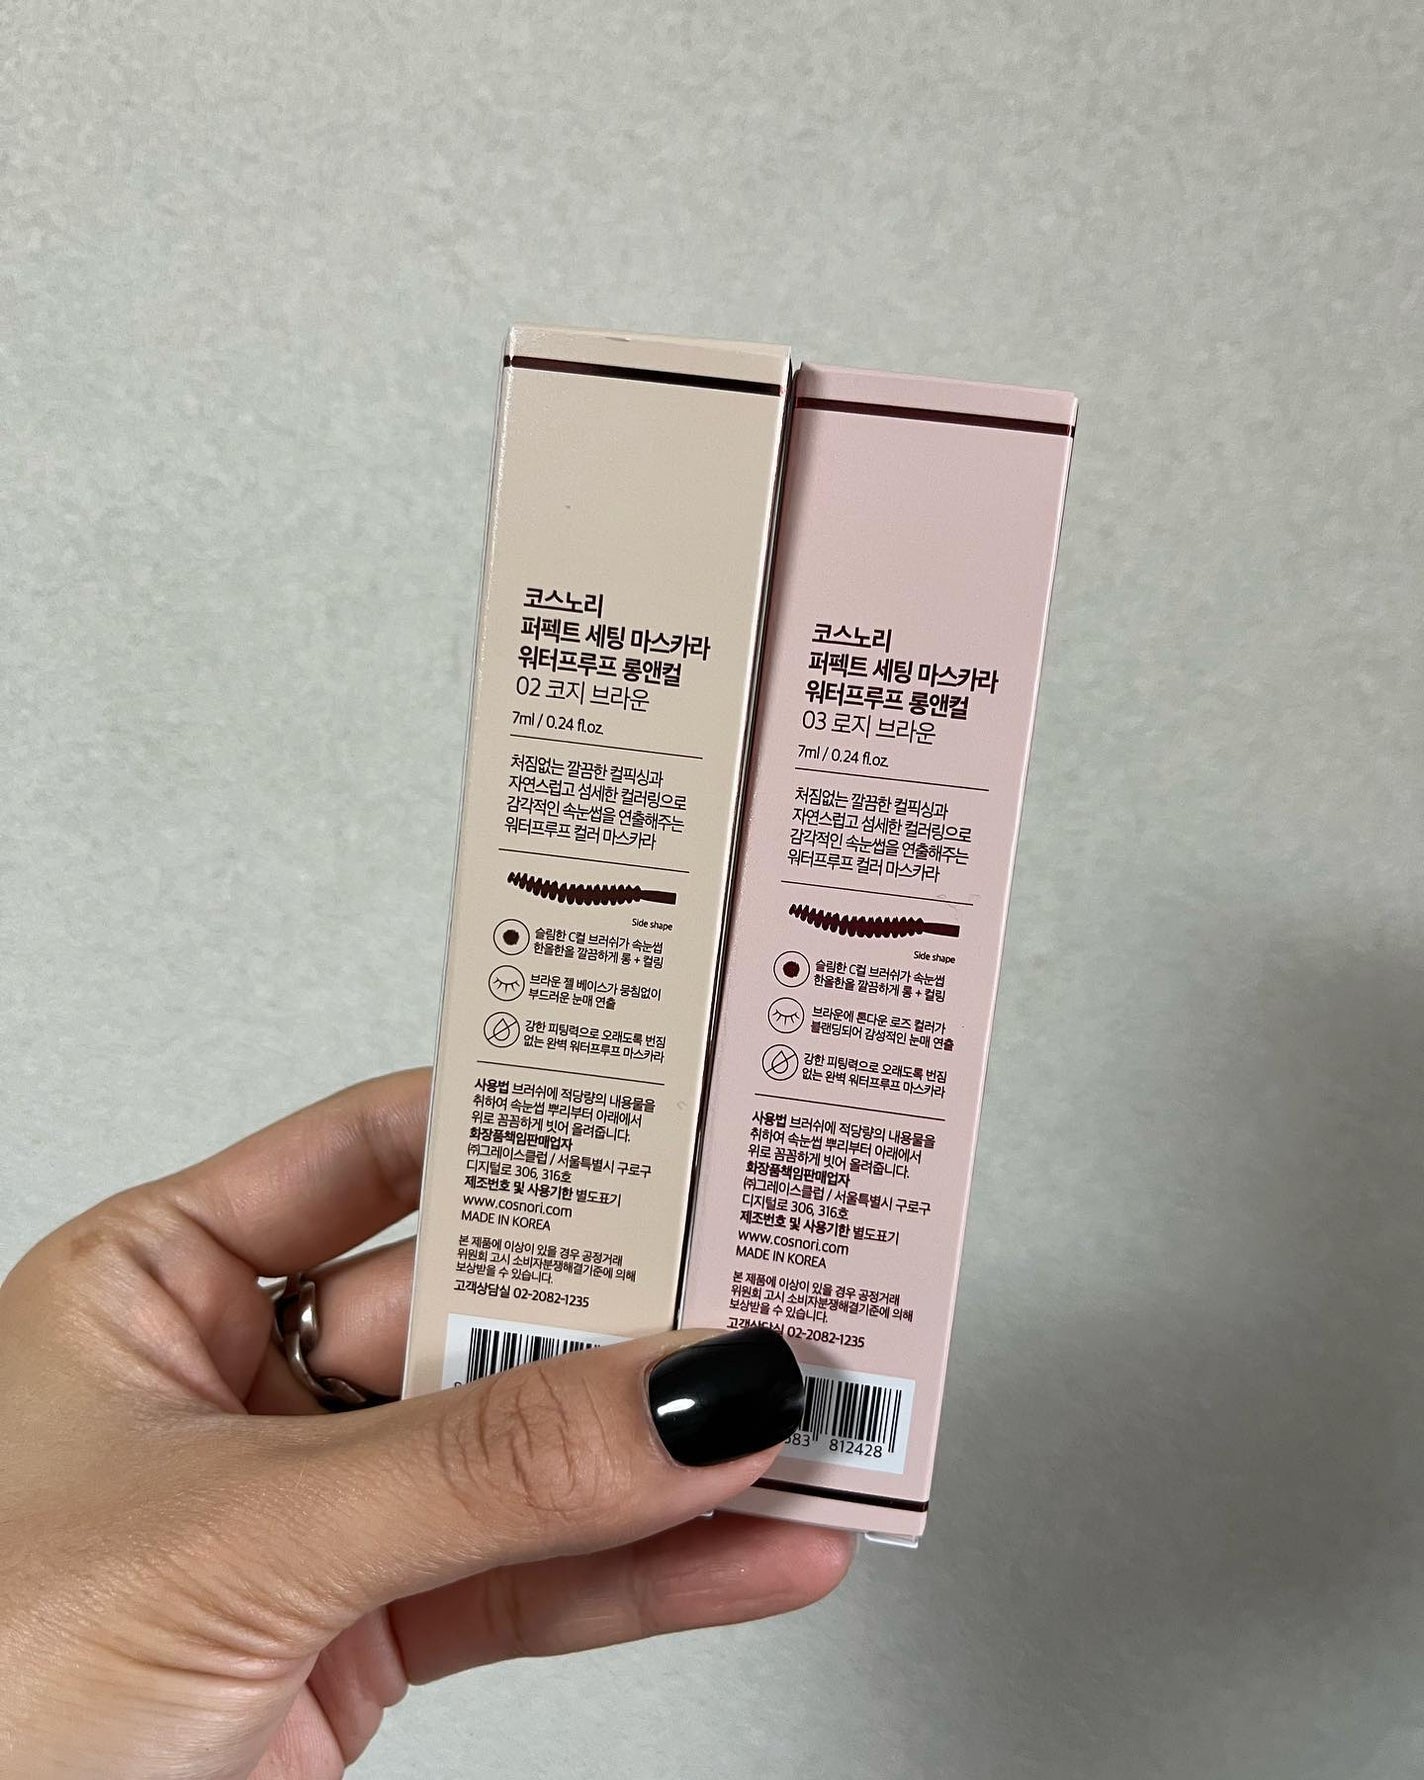 코스노리
퍼펙트 세팅 마스카라
워터프루프 롱앤컬
02 코지 브라운
7ml / 0.24 fl.oz.
처짐없는 깔끔한 컬픽싱과
자연스럽고 섬세한 컬러링으로
감각적인 속눈썹을 연출해주는
워터프루프 컬러 마스카라
Side shape
슬림한 C컬 브러쉬가 속눈썹
한올한올 깔끔하게 롱 + 컬링
브라운 젤 베이스가 뭉침없이
부드러운 눈매 연출
강한 피팅력으로 오래도록 번짐
없는 완벽 워터프루프 마스카라
사용법 브러쉬에 적당량의 내용물을
취하여 속눈썹 뿌리부터 아래에서
위로 꼼꼼하게 빗어 올려줍니다.
화장품책임판매업자
㈜그레이스클럽 / 서울특별시 구로구
디지털로 306, 316호
제조번호 및 사용기한 별도표기
www.cosnori.com
MADE IN KOREA
본 제품에 이상이 있을 경우 공정거래
위원회 고시 소비자분쟁해결기준에 의해
보상받을 수 있습니다.
고객상담실 02-2082-1235
코스노리
퍼펙트 세팅 마스카라
워터프루프 롱앤컬
03 로지 브라운
7ml / 0.24 fl.oz.
처짐없는 깔끔한 컬픽싱과
자연스럽고 섬세한 컬러링으로
감각적인 속눈썹을 연출해주는
워터프루프 컬러 마스카라
Side shape
슬림한 C컬 브러쉬가 속눈썹
한올한올 깔끔하게 롱 + 컬링
브라운에 톤다운 로즈 컬러가
블랜딩되어 감성적인 눈매 연출
강한 피팅력으로 오래도록 번짐
없는 완벽 워터프루프 마스카라
사용법 브러쉬에 적당량의 내용물을
취하여 속눈썹 뿌리부터 아래에서
위로 꼼꼼하게 빗어 올려줍니다.
화장품책임판매업자
㈜그레이스클럽 / 서울특별시 구로구
디지털로 306, 316호
제조번호 및 사용기한 별도표기
www.cosnori.com
MADE IN KOREA
본 제품에 이상이 있을 경우 공정거래
위원회 고시 소비자분쟁해결기준에 의해
보상받을 수 있습니다.
고객상담실 02-2082-1235
812428